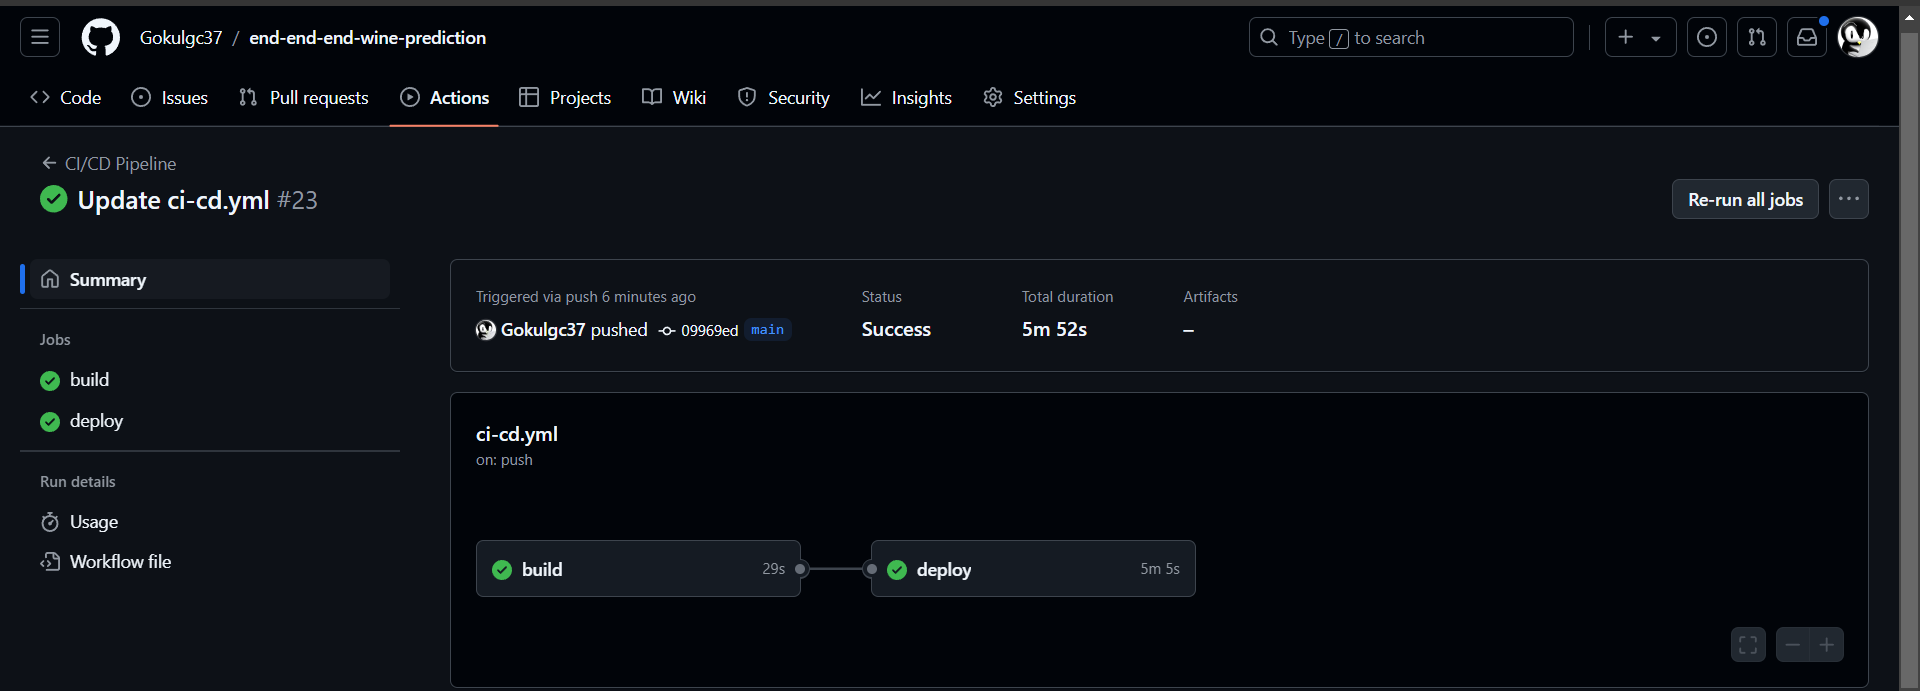 Gokulgc37 / end-end-end-wine-prediction
Type / to search
Code Issues Pull requests Actions Projects Wiki Security Insights Settings
← CI/CD Pipeline
Update ci-cd.yml #23
Re-run all jobs
Summary
Jobs
build
deploy
Run details
Usage
Workflow file
Triggered via push 6 minutes ago
Gokulgc37 pushed 09969ed main
Status
Success
Total duration
5m 52s
Artifacts
–
ci-cd.yml
on: push
build 29s
deploy 5m 5s